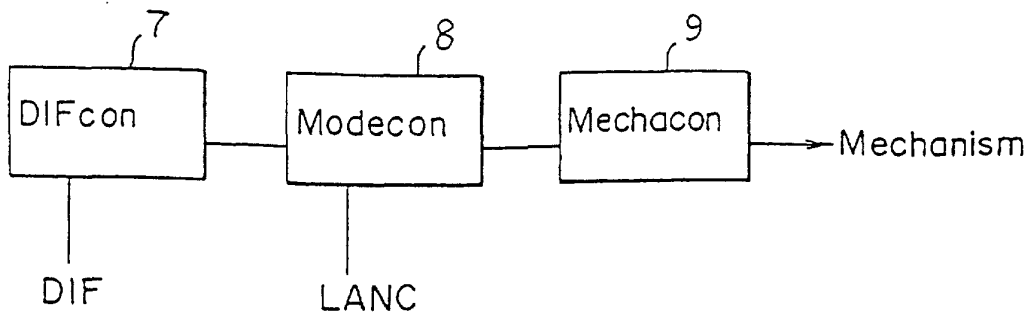 7
8
9
DIFcon
Modecon
Mechacon
Mechanism
DIF
LANC